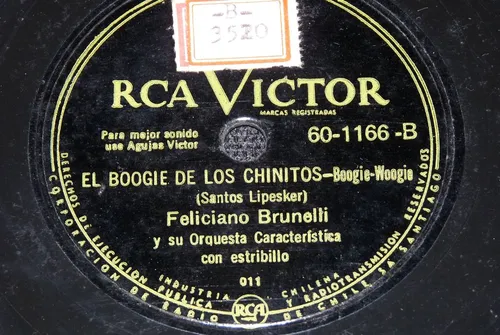 -B-
3520
RCA VICTOR
MARCAS REGISTRADAS
Para mejor sonido
use Agujas Victor
60-1166-B
EL BOOGIE DE LOS CHINITOS—Boogie-Woogie
(Santos Lipesker)
Feliciano Brunelli
y su Orquesta Característica
con estribillo
011
INDUSTRIA CHILENA
DERECHOS DE EJECUCION PUBLICA Y RADIOTRANSMISION RESERVADOS
CORPORACION DE RADIO DE CHILE SA SANTIAGO
RCA